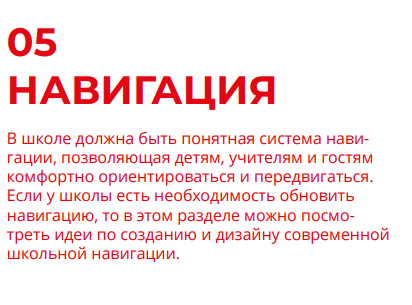 05
НАВИГАЦИЯ
В школе должна быть понятная система нави-
гации, позволяющая детям, учителям и гостям
комфортно ориентироваться и передвигаться.
Если у школы есть необходимость обновить
навигацию, то в этом разделе можно посмо-
треть идеи по созданию и дизайну современной
школьной навигации.